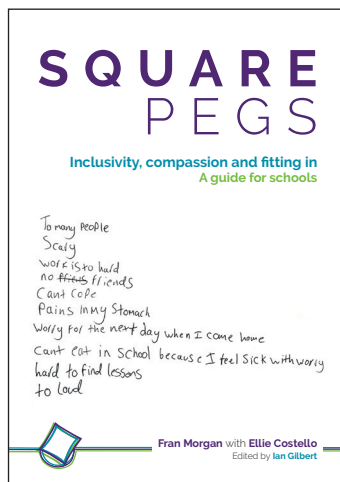 SQUARE
PEGS
Inclusivity, compassion and fitting in
A guide for schools
To many people
Scary
work is to hard
no ffriens friends
Cant cope
Pains in my stomach
Worry for the next day when I come home
cant eat in school because I feel sick with worry
hard to find lessons
to loud
Fran Morgan with Ellie Costello
Edited by Ian Gilbert